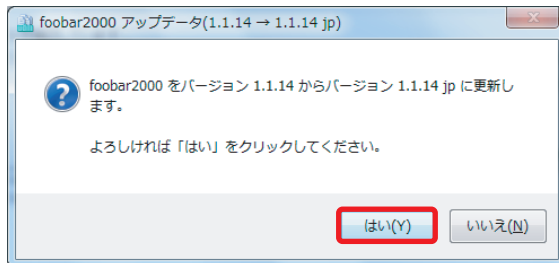 foobar2000 アップデータ(1.1.14 → 1.1.14 jp)
foobar2000 をバージョン 1.1.14 からバージョン 1.1.14 jp に更新し
ます。
よろしければ「はい」をクリックしてください。
はい(Y)
いいえ(N)